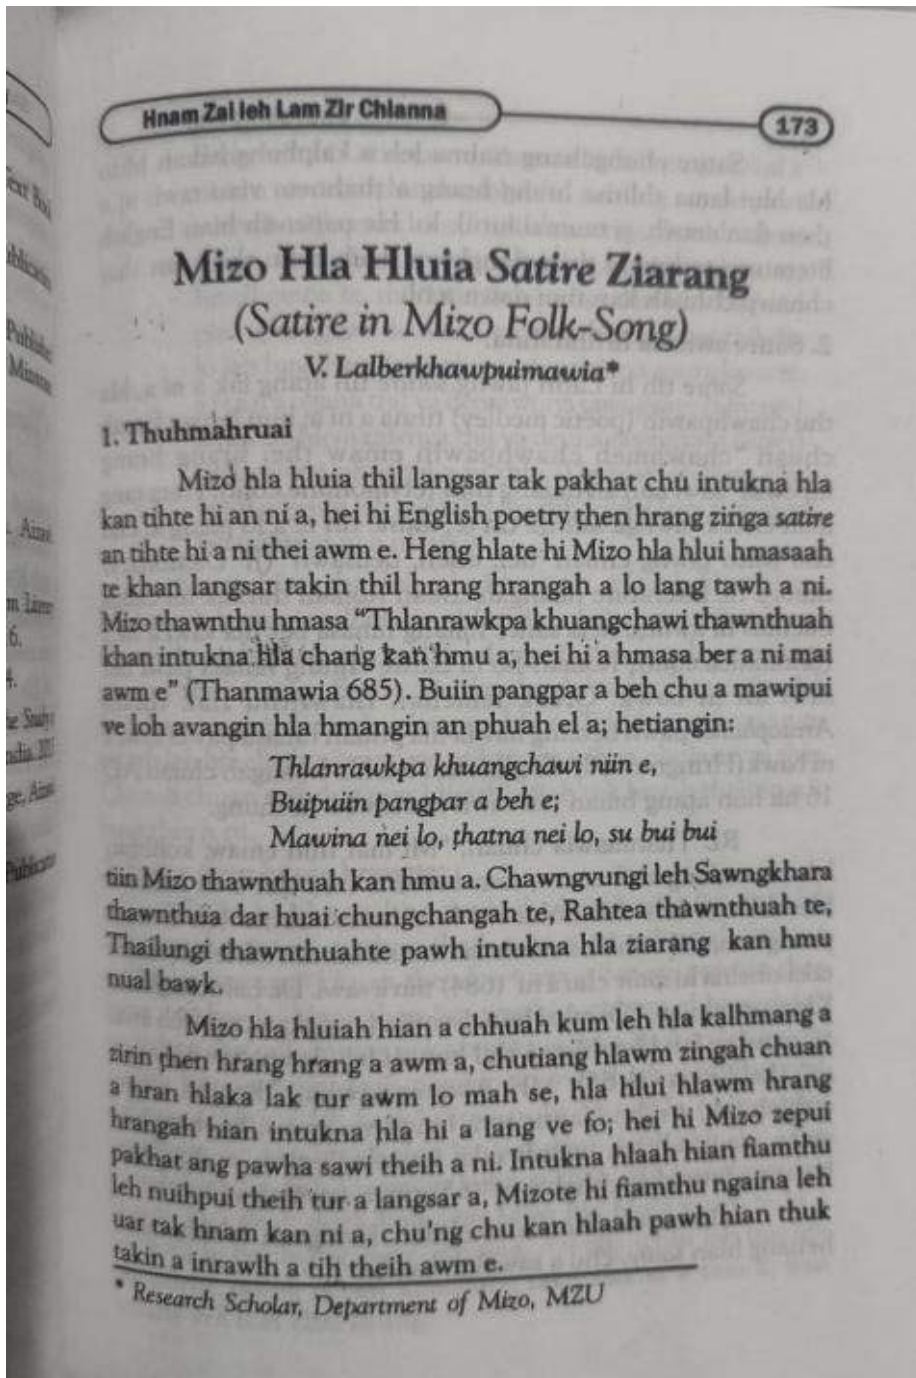 Hnam Zai leh Lam Zir Chianna
173
Mizo Hla Hluia Satire Ziarang
(Satire in Mizo Folk-Song)
V. Lalberkhawpuimawia*
1. Thuhmahruai
Mizo hla hluia thil langsar tak pakhat chu intukna hla
kan tihte hi an ni a, hei hi English poetry ṭhen hrang zinga satire
an tihte hi a ni thei awm e. Heng hlate hi Mizo hla hlui hmasaah
te khan langsar takin thil hrang hrangah a lo lang tawh a ni.
Mizo thawnthu hmasa “Thlanrawkpa khuangchawi thawnthuah
khan intukna hla chang kan hmu a, hei hi a hmasa ber a ni mai
awm e” (Thanmawia 685). Buiin pangpar a beh chu a mawipui
ve loh avangin hla hmangin an phuah el a; hetiangin:
Thlanrawkpa khuangchawi niin e,
Buipuiin pangpar a beh e;
Mawina nei lo, ṭhatna nei lo, su bui bui
tiin Mizo thawnthuah kan hmu a. Chawngvungi leh Sawngkhara
thawnthua dar huai chungchangah te, Rahtea thawnthuah te,
Thailungi thawnthuahte pawh intukna hla ziarang kan hmu
nual bawk.
Mizo hla hluiah hian a chhuah kum leh hla kalhmang a
zirin ṭhen hrang hrang a awm a, chutiang hlawm zingah chuan
a hran hlaka lak tur awm lo mah se, hla hlui hlawm hrang
hrangah hian intukna hla hi a lang ve fo; hei hi Mizo zepui
pakhat ang pawha sawi theih a ni. Intukna hlaah hian fiamthu
leh nuihpui theih tur a langsar a, Mizote hi fiamthu ngaina leh
uar tak hnam kan ni a, chu'ng chu kan hlaah pawh hian thuk
takin a inrawlh a tih theih awm e.
* Research Scholar, Department of Mizo, MZU